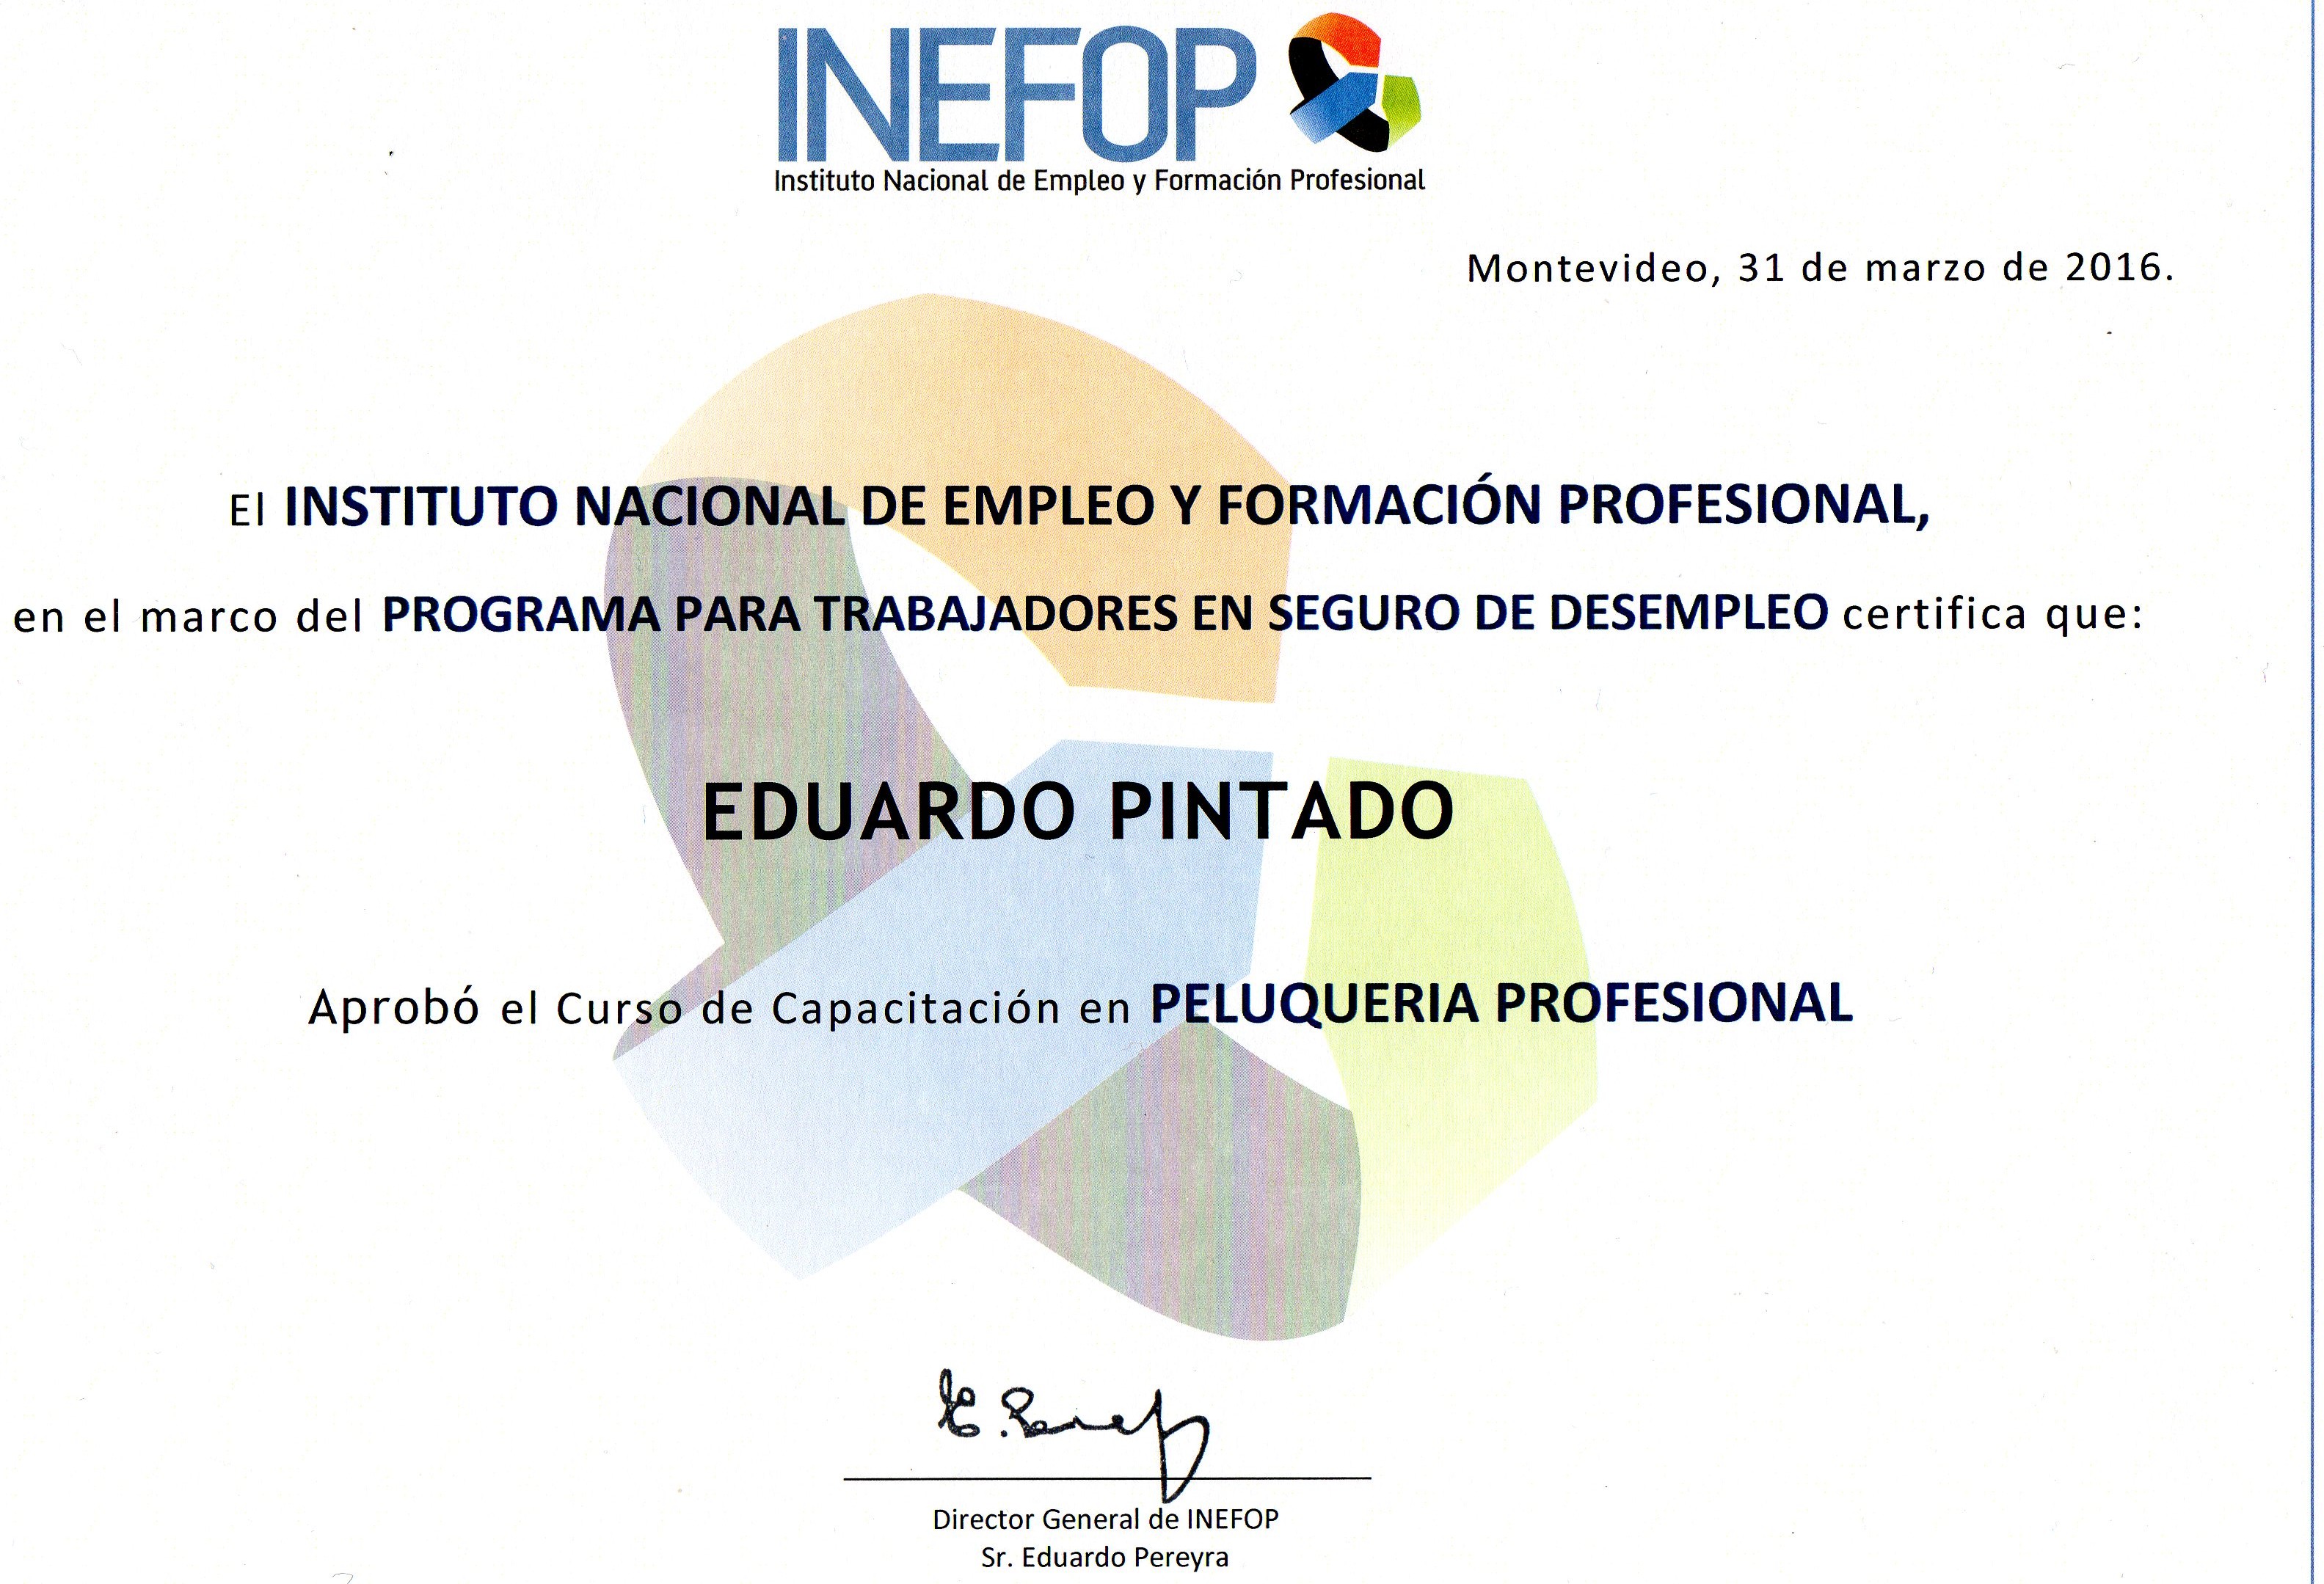 INEFOP
Instituto Nacional de Empleo y Formación Profesional
Montevideo, 31 de marzo de 2016.
El INSTITUTO NACIONAL DE EMPLEO Y FORMACIÓN PROFESIONAL,
en el marco del PROGRAMA PARA TRABAJADORES EN SEGURO DE DESEMPLEO certifica que:
EDUARDO PINTADO
Aprobó el Curso de Capacitación en PELUQUERIA PROFESIONAL
Director General de INEFOP
Sr. Eduardo Pereyra